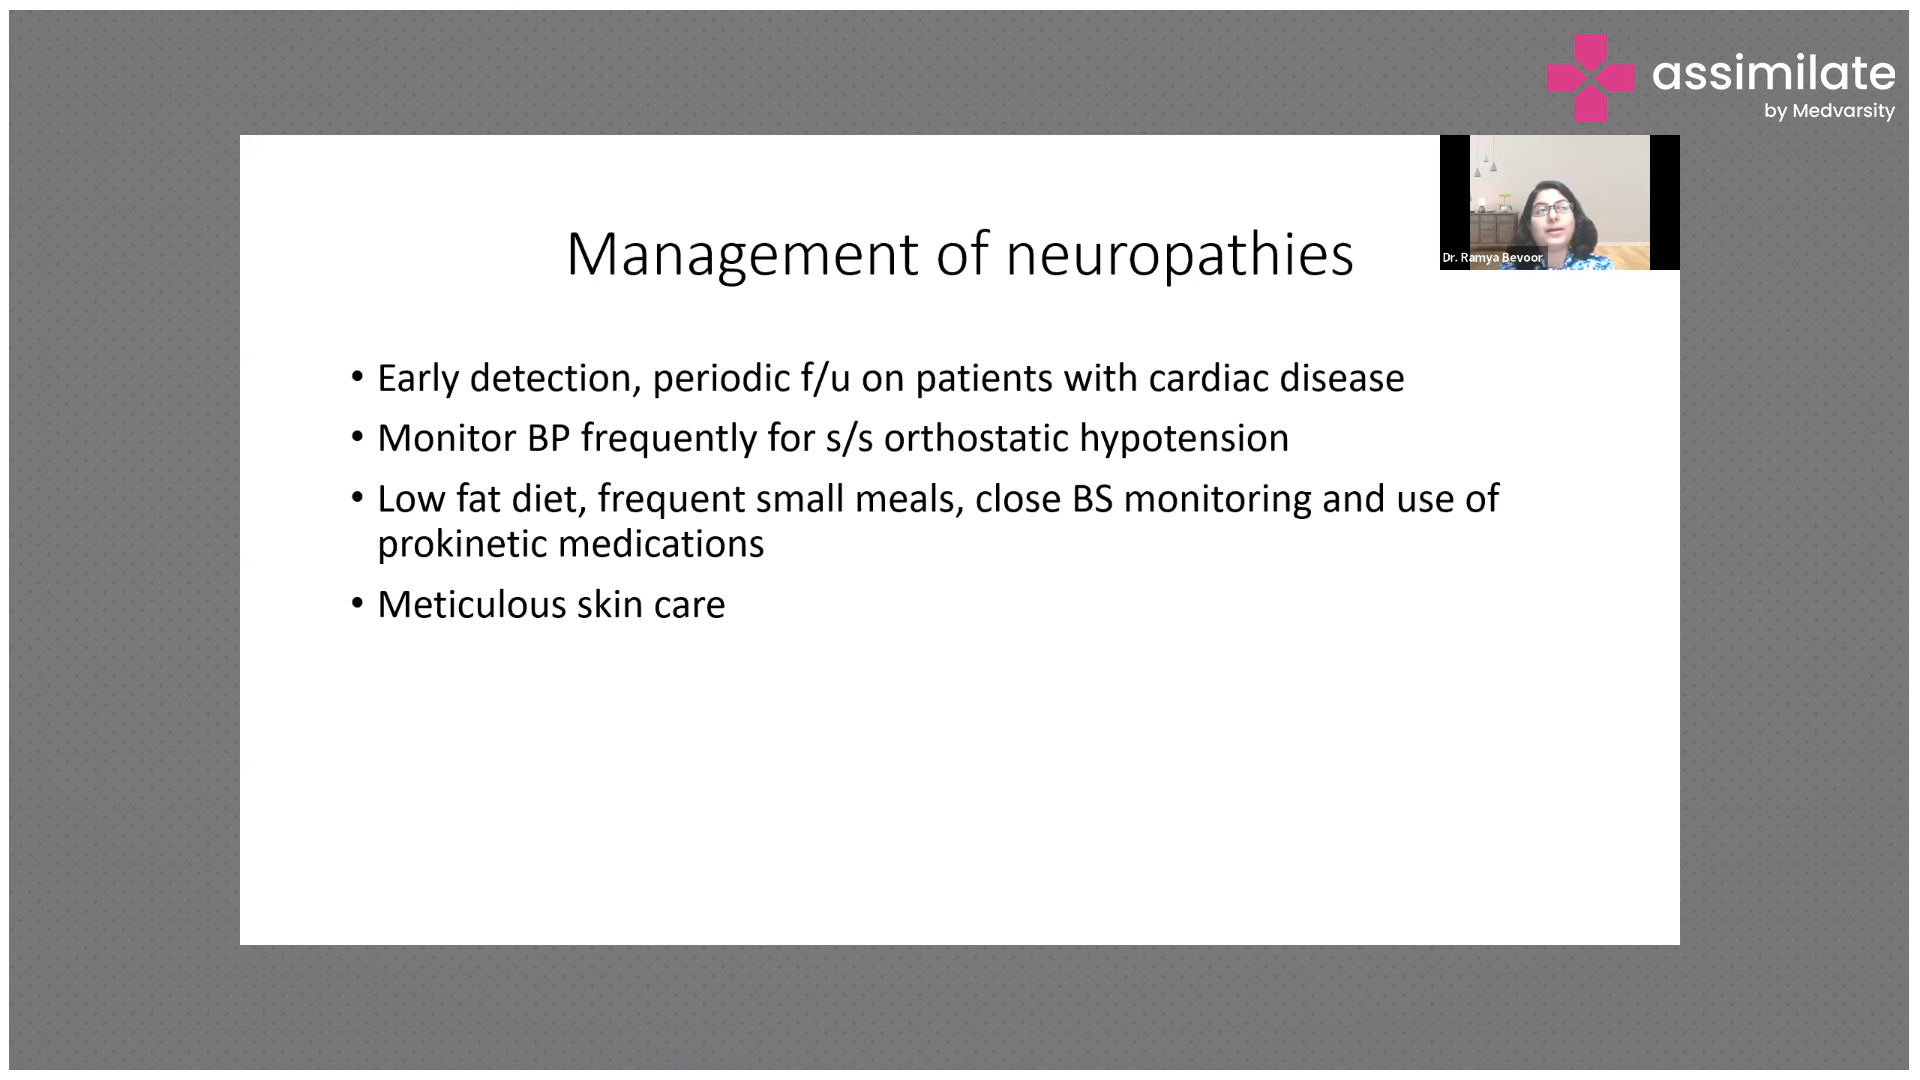 assimilate
by Medvarsity
Dr. Ramya Bevoor
Management of neuropathies
• Early detection, periodic f/u on patients with cardiac disease
• Monitor BP frequently for s/s orthostatic hypotension
• Low fat diet, frequent small meals, close BS monitoring and use of
prokinetic medications
• Meticulous skin care